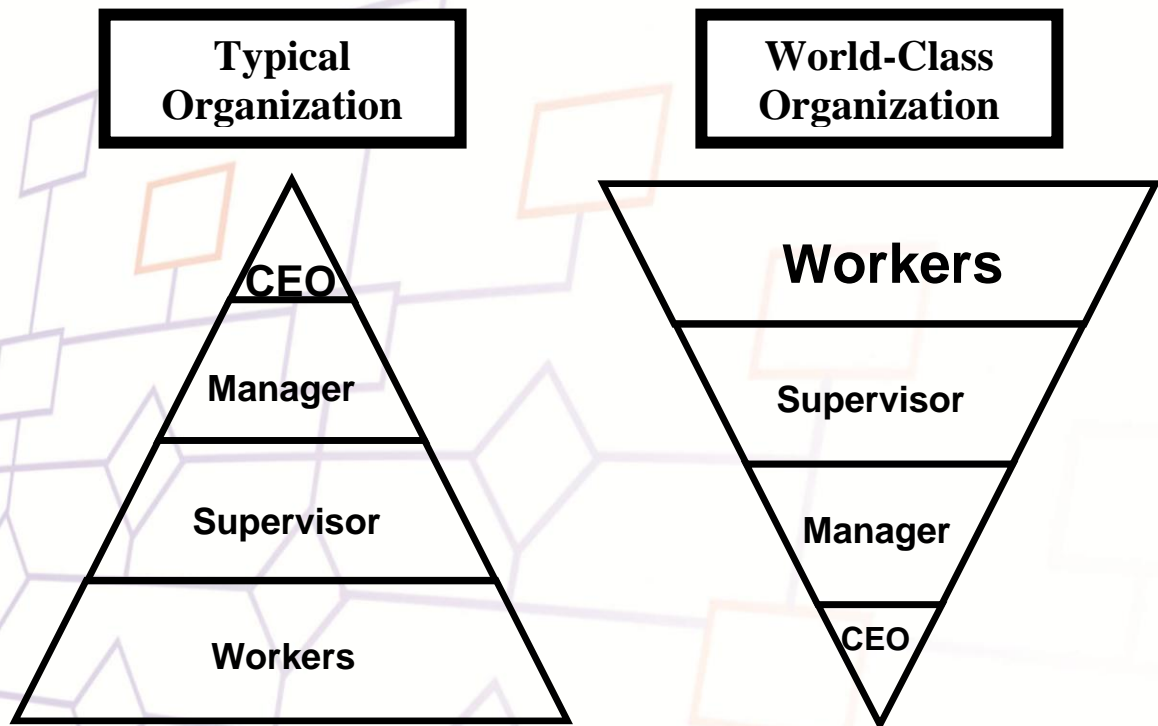 Typical
Organization
CEO
Manager
Supervisor
Workers
World-Class
Organization
Workers
Supervisor
Manager
CEO